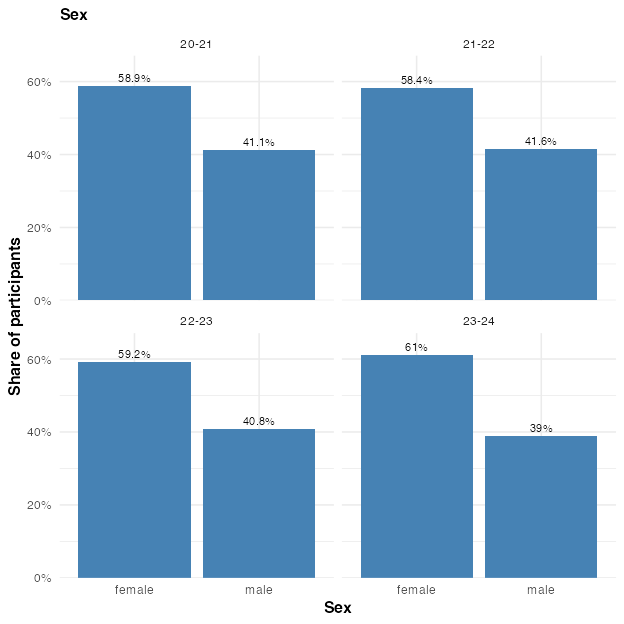 Sex
20-21
21-22
60%
40%
20%
0%
58.9%
41.1%
58.4%
41.6%
22-23
23-24
60%
40%
20%
0%
59.2%
40.8%
61%
39%
female
male
female
male
Sex
Share of participants